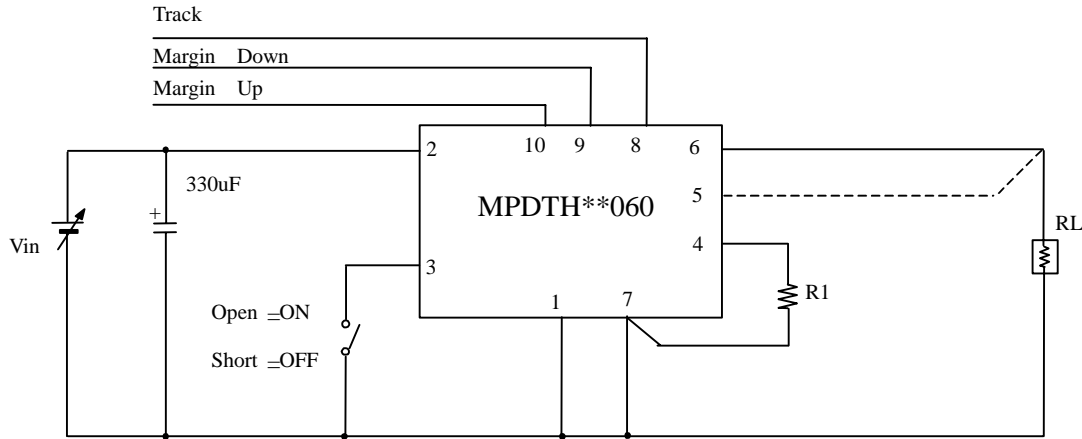 Track
Margin Down
Margin Up
10 9 8
2
6
330uF
MPDTH**060
5
+
Vin
RL
4
3
R1
1 7
Open =ON
Short =OFF